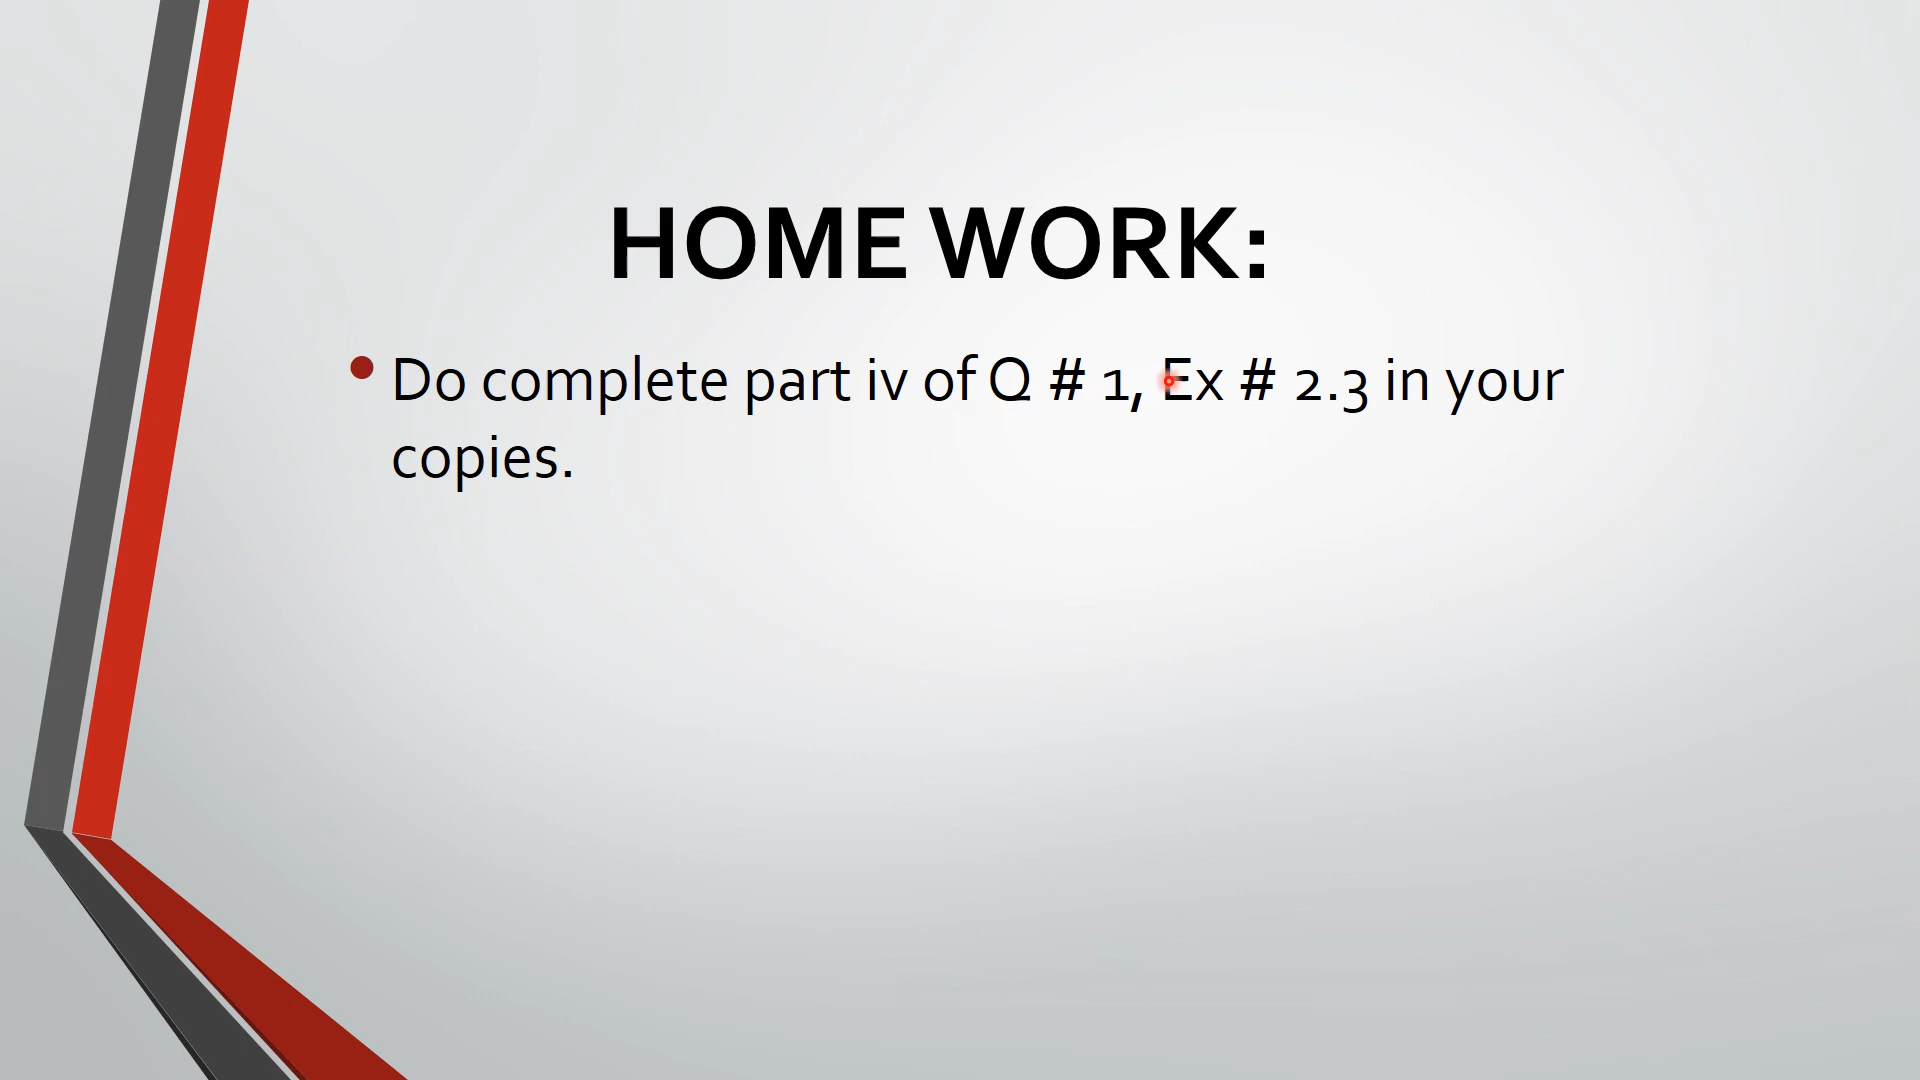 HOME WORK:
Do complete part iv of Q # 1, Ex # 2.3 in your
copies.